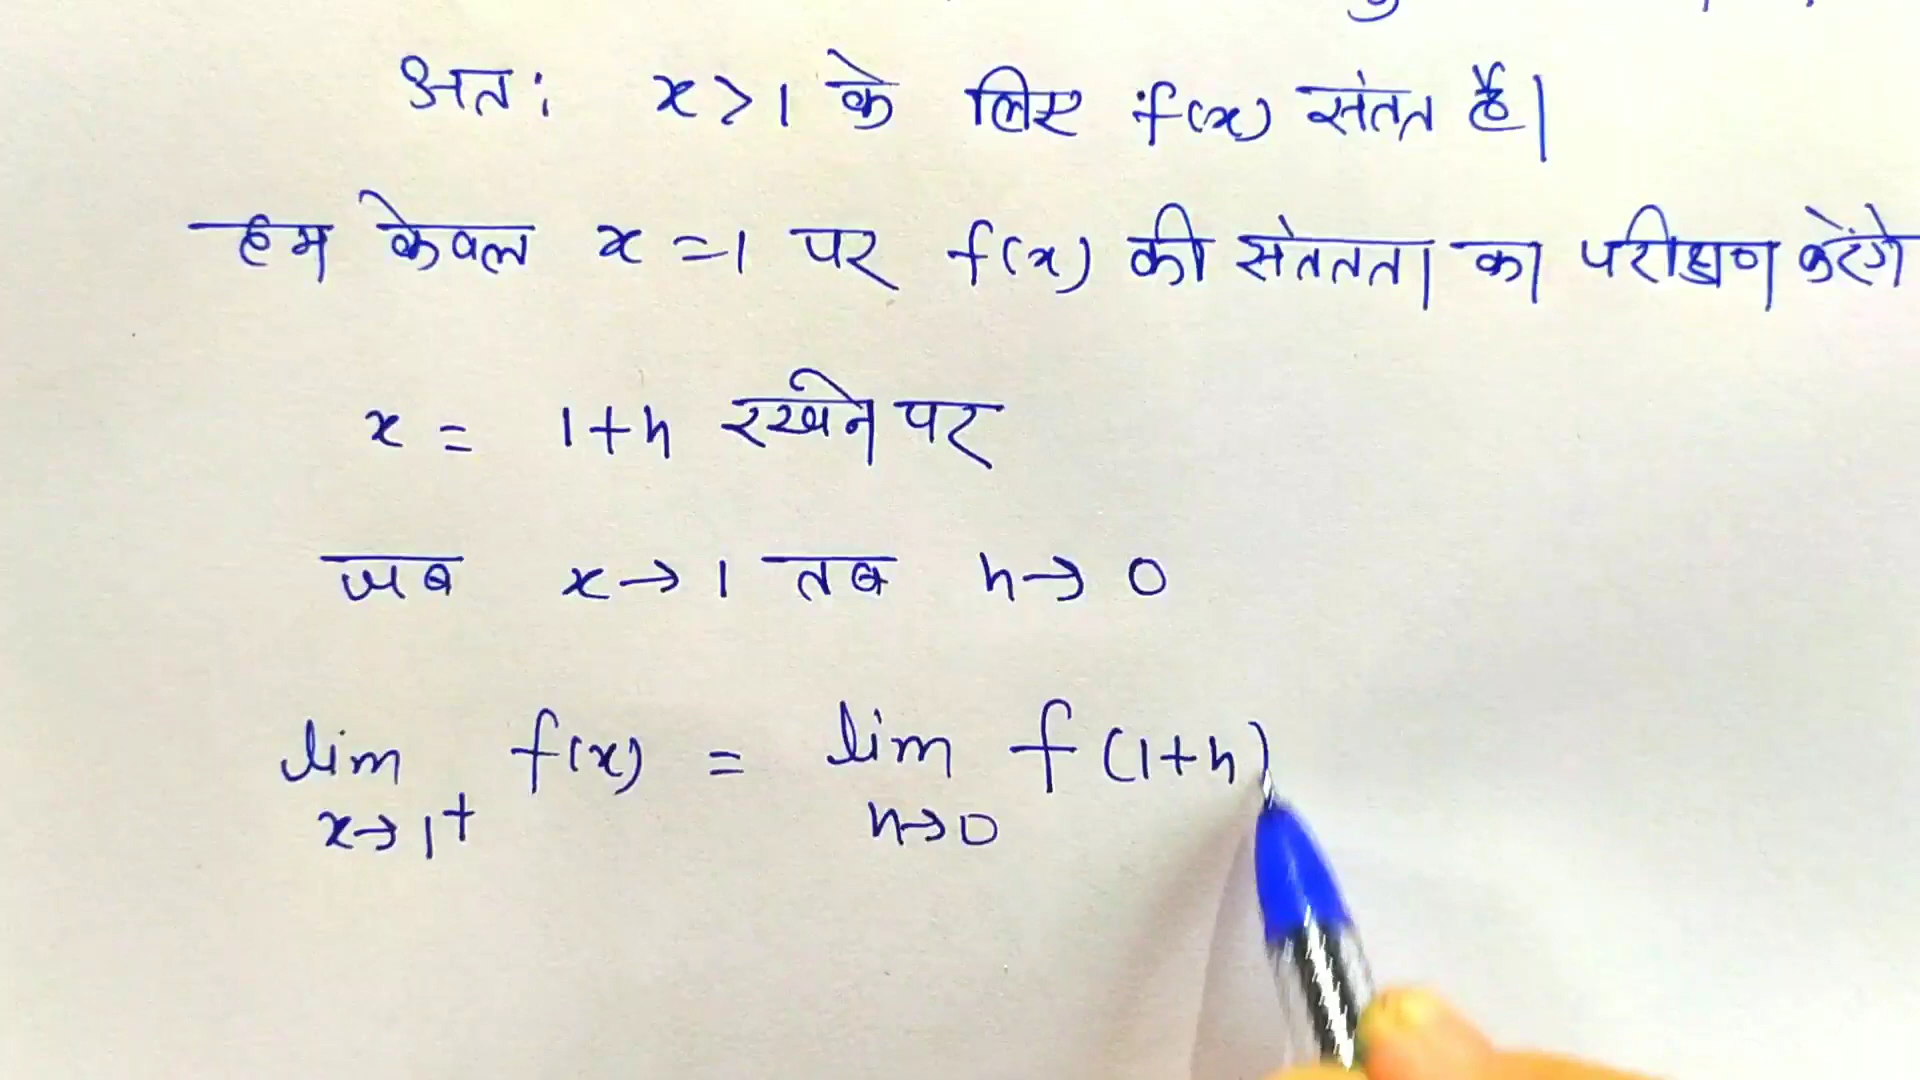 अतः x > 1 के लिए f(x) संतत है।
हम केवल x = 1 पर f(x) की संततता का परीक्षण करेंगे
x = 1+h रखने पर
जब x → 1 तब h → 0
lim f(x) = lim f(1+h)
x→1+ h→0